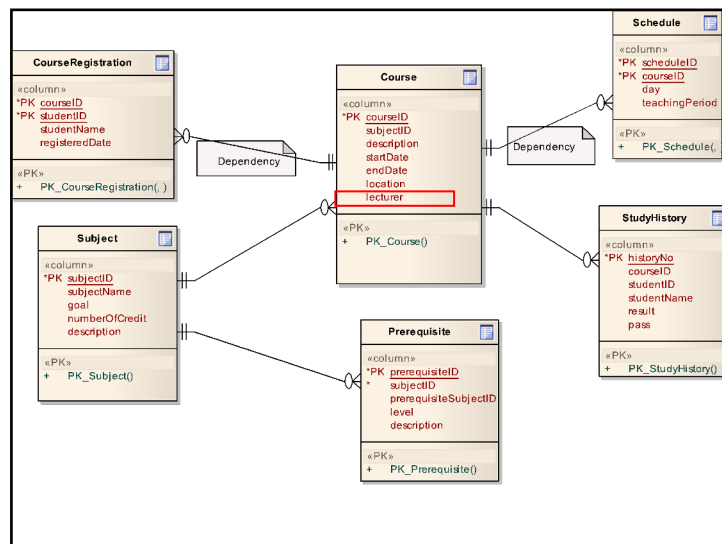 CourseRegistration
«column»
*PK courseID
*PK studentID
studentName
registeredDate
«PK»
+ PK_CourseRegistration(, )
Dependency
Course
«column»
*PK courseID
subjectID
description
startDate
endDate
location
lecturer
«PK»
+ PK_Course()
Dependency
Schedule
«column»
*PK scheduleID
*PK courseID
day
teachingPeriod
«PK»
+ PK_Schedule(, )
Subject
«column»
*PK subjectID
subjectName
goal
numberOfCredit
description
«PK»
+ PK_Subject()
Prerequisite
«column»
*PK prerequisiteID
* subjectID
prerequisiteSubjectID
level
description
«PK»
+ PK_Prerequisite()
StudyHistory
«column»
*PK historyNo
courseID
studentID
studentName
result
pass
«PK»
+ PK_StudyHistory()